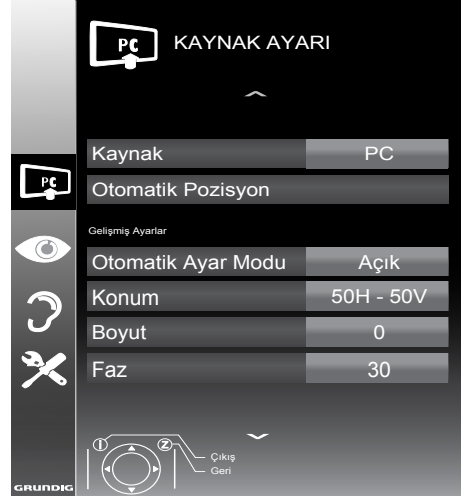 PC KAYNAK AYARI
Kaynak PC
Otomatik Pozisyon
PC
Gelişmiş Ayarlar
Otomatik Ayar Modu Açık
Konum 50H - 50V
Boyut 0
Faz 30
Z
Çıkış
Geri
GRUNDIG